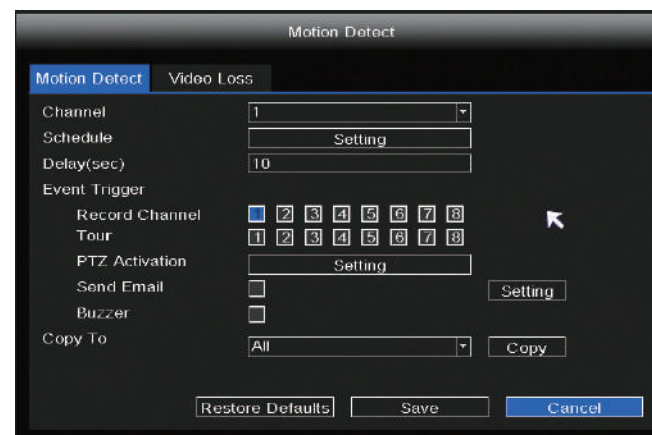 Motion Detect
Motion Detect Video Loss
Channel 1
Schedule Setting
Delay(sec) 10
Event Trigger
Record Channel 1 2 3 4 5 6 7 8
Tour 1 2 3 4 5 6 7 8
PTZ Activation Setting
Send Email Setting
Buzzer
Copy To All Copy
Restore Defaults Save Cancel